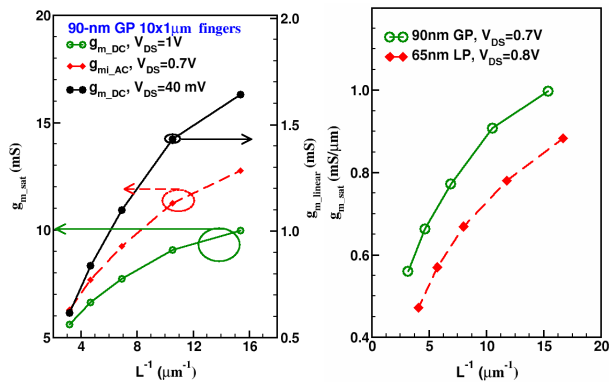 90-nm GP 10x1μm fingers
g_m_DC, V_DS=1V
g_mi_AC, V_DS=0.7V
g_m_DC, V_DS=40 mV
20
15
10
5
g_m_sat (mS)
2.0
1.5
1.0
0.5
g_m_linear (mS)
4 8 12 16
L⁻¹ (μm⁻¹)
90nm GP, V_DS=0.7V
65nm LP, V_DS=0.8V
1.0
0.8
0.6
0.4
g_m_sat (mS/μm)
0 5 10 15 20
L⁻¹ (μm⁻¹)